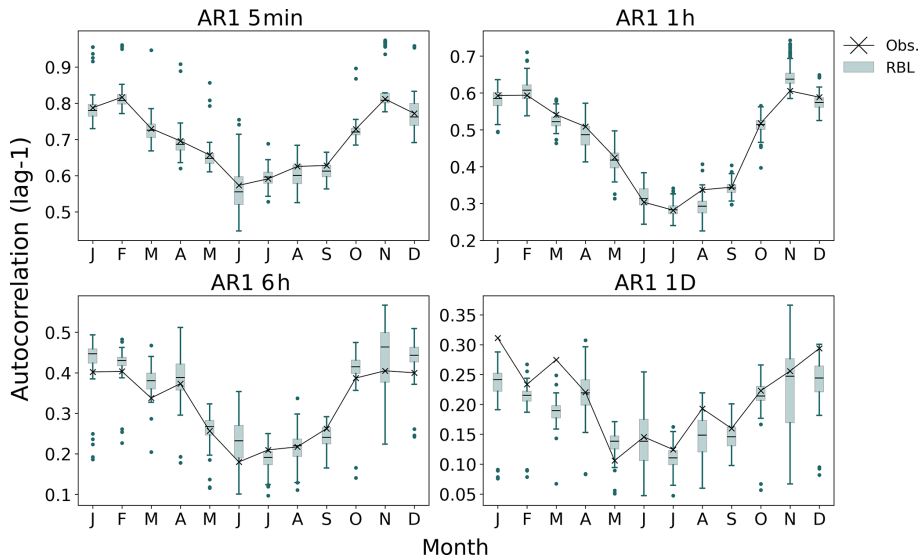 AR1 5min
AR1 1h
Obs.
RBL
Autocorrelation (lag-1)
0.9
0.8
0.7
0.6
0.5
J F M A M J J A S O N D
0.7
0.6
0.5
0.4
0.3
0.2
J F M A M J J A S O N D
AR1 6h
AR1 1D
0.5
0.4
0.3
0.2
0.1
J F M A M J J A S O N D
0.35
0.30
0.25
0.20
0.15
0.10
0.05
J F M A M J J A S O N D
Month